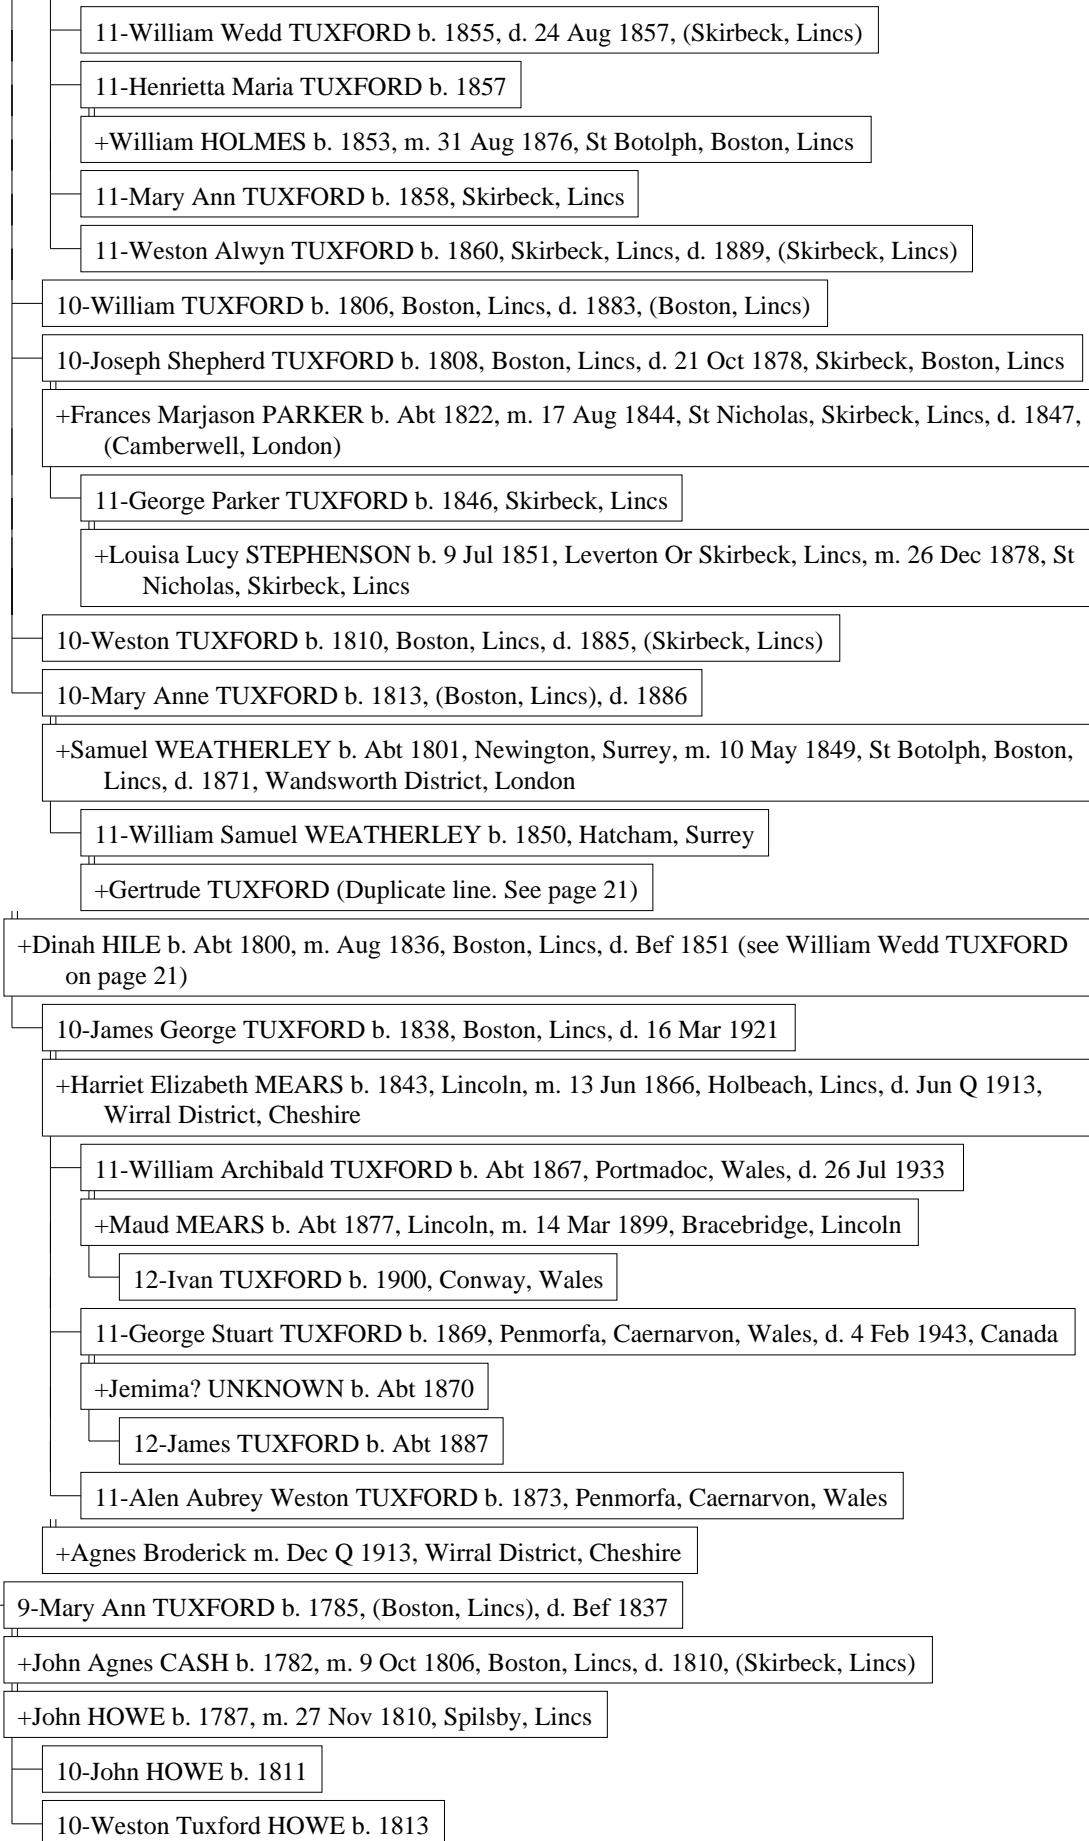 11-William Wedd TUXFORD b. 1855, d. 24 Aug 1857, (Skirbeck, Lincs)
11-Henrietta Maria TUXFORD b. 1857
+William HOLMES b. 1853, m. 31 Aug 1876, St Botolph, Boston, Lincs
11-Mary Ann TUXFORD b. 1858, Skirbeck, Lincs
11-Weston Alwyn TUXFORD b. 1860, Skirbeck, Lincs, d. 1889, (Skirbeck, Lincs)
10-William TUXFORD b. 1806, Boston, Lincs, d. 1883, (Boston, Lincs)
10-Joseph Shepherd TUXFORD b. 1808, Boston, Lincs, d. 21 Oct 1878, Skirbeck, Boston, Lincs
+Frances Marjason PARKER b. Abt 1822, m. 17 Aug 1844, St Nicholas, Skirbeck, Lincs, d. 1847,
(Camberwell, London)
11-George Parker TUXFORD b. 1846, Skirbeck, Lincs
+Louisa Lucy STEPHENSON b. 9 Jul 1851, Leverton Or Skirbeck, Lincs, m. 26 Dec 1878, St
Nicholas, Skirbeck, Lincs
10-Weston TUXFORD b. 1810, Boston, Lincs, d. 1885, (Skirbeck, Lincs)
10-Mary Anne TUXFORD b. 1813, (Boston, Lincs), d. 1886
+Samuel WEATHERLEY b. Abt 1801, Newington, Surrey, m. 10 May 1849, St Botolph, Boston,
Lincs, d. 1871, Wandsworth District, London
11-William Samuel WEATHERLEY b. 1850, Hatcham, Surrey
+Gertrude TUXFORD (Duplicate line. See page 21)
+Dinah HILE b. Abt 1800, m. Aug 1836, Boston, Lincs, d. Bef 1851 (see William Wedd TUXFORD
on page 21)
10-James George TUXFORD b. 1838, Boston, Lincs, d. 16 Mar 1921
+Harriet Elizabeth MEARS b. 1843, Lincoln, m. 13 Jun 1866, Holbeach, Lincs, d. Jun Q 1913,
Wirral District, Cheshire
11-William Archibald TUXFORD b. Abt 1867, Portmadoc, Wales, d. 26 Jul 1933
+Maud MEARS b. Abt 1877, Lincoln, m. 14 Mar 1899, Bracebridge, Lincoln
12-Ivan TUXFORD b. 1900, Conway, Wales
11-George Stuart TUXFORD b. 1869, Penmorfa, Caernarvon, Wales, d. 4 Feb 1943, Canada
+Jemima? UNKNOWN b. Abt 1870
12-James TUXFORD b. Abt 1887
11-Alen Aubrey Weston TUXFORD b. 1873, Penmorfa, Caernarvon, Wales
+Agnes Broderick m. Dec Q 1913, Wirral District, Cheshire
9-Mary Ann TUXFORD b. 1785, (Boston, Lincs), d. Bef 1837
+John Agnes CASH b. 1782, m. 9 Oct 1806, Boston, Lincs, d. 1810, (Skirbeck, Lincs)
+John HOWE b. 1787, m. 27 Nov 1810, Spilsby, Lincs
10-John HOWE b. 1811
10-Weston Tuxford HOWE b. 1813